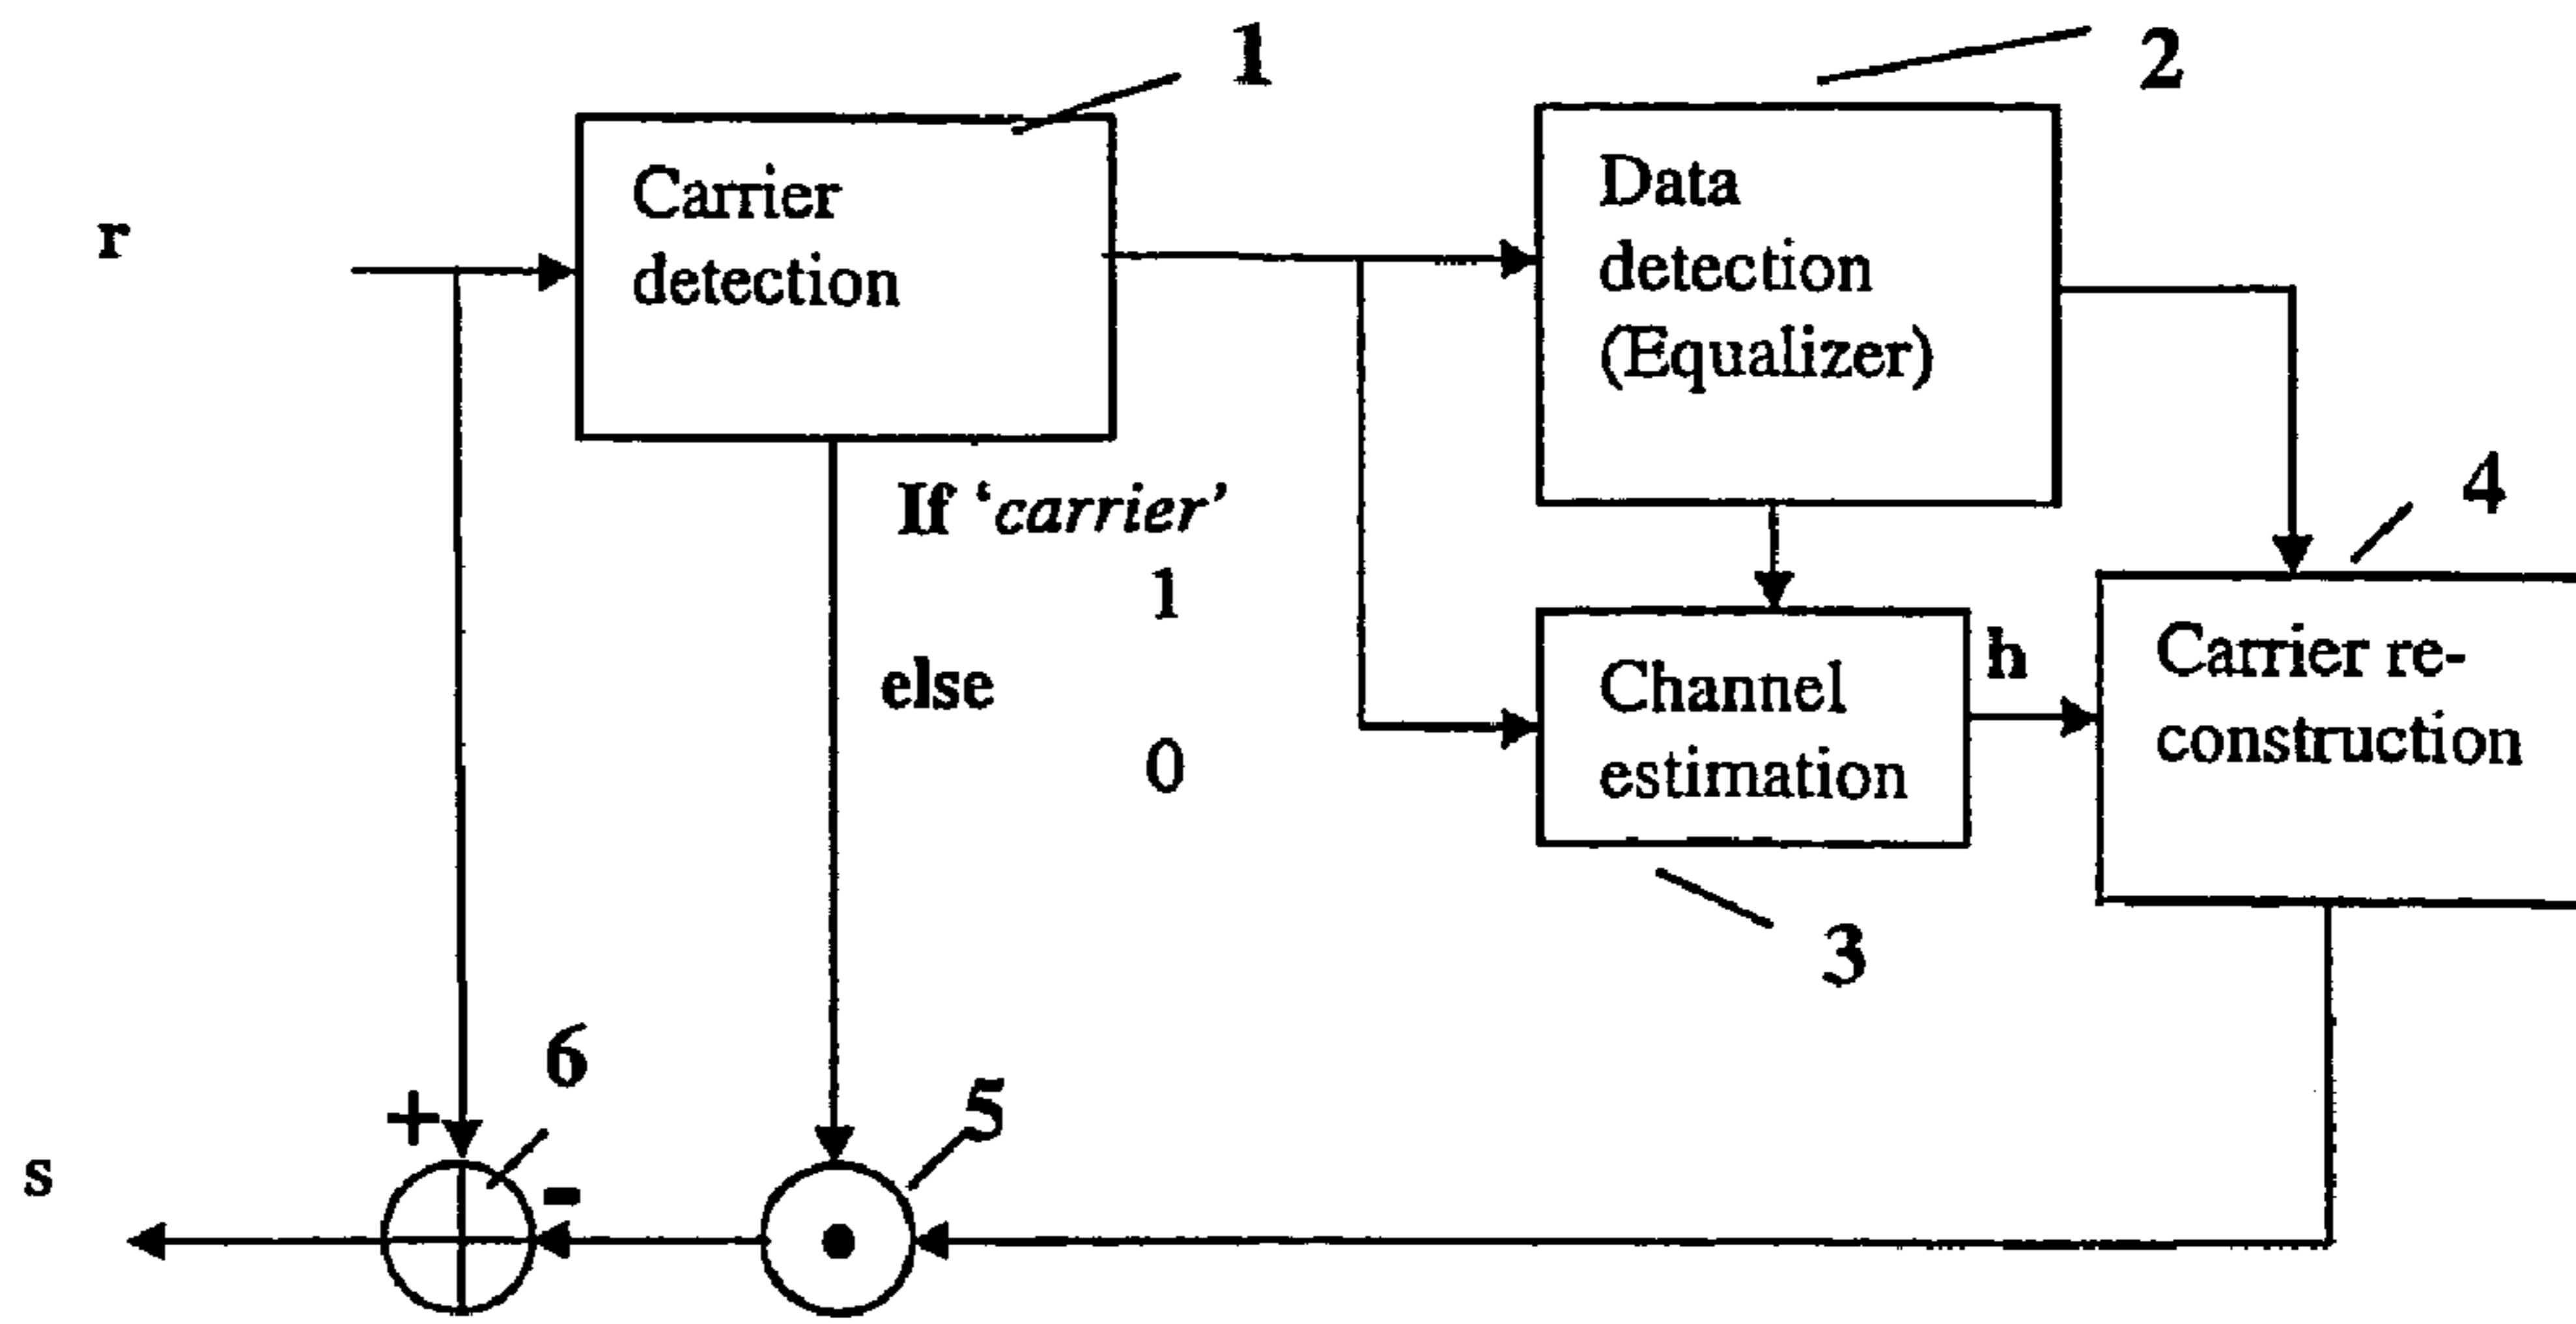 1
2
r
Carrier
detection
Data
detection
(Equalizer)
If ‘carrier’
1
else
0
4
h
Channel
estimation
Carrier re-
construction
3
6
5
+
-
s